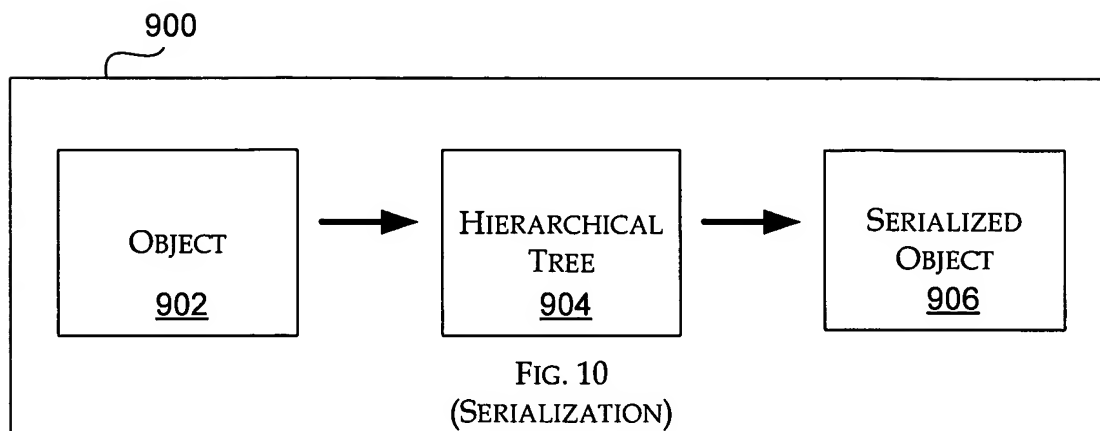 900
OBJECT
902
HIERARCHICAL
TREE
904
SERIALIZED
OBJECT
906
FIG. 10
(SERIALIZATION)